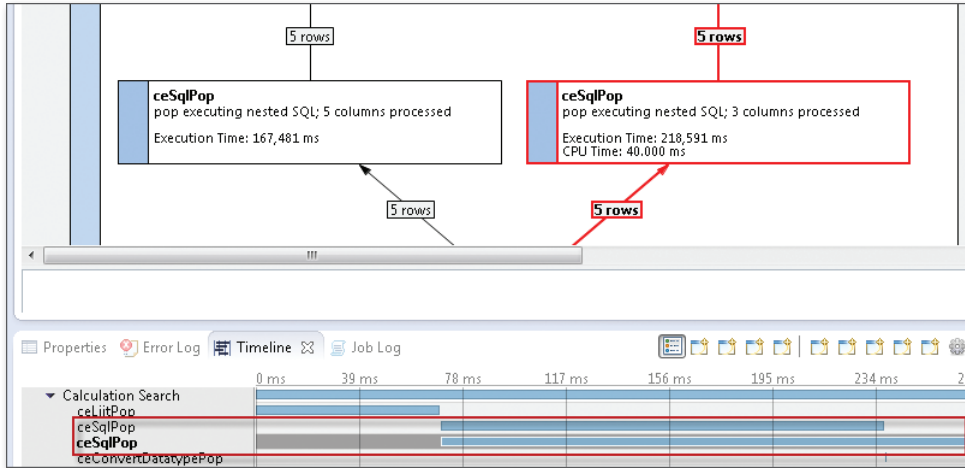 5 rows
5 rows
ceSqlPop
pop executing nested SQL; 5 columns processed
Execution Time: 167,481 ms
ceSqlPop
pop executing nested SQL; 3 columns processed
Execution Time: 218,591 ms
CPU Time: 40.000 ms
5 rows
5 rows
Properties Error Log Timeline Job Log
0 ms 39 ms 78 ms 117 ms 156 ms 195 ms 234 ms
Calculation Search
ceLjitPop
ceSqlPop
ceSqlPop
ceConvertDatatypePop